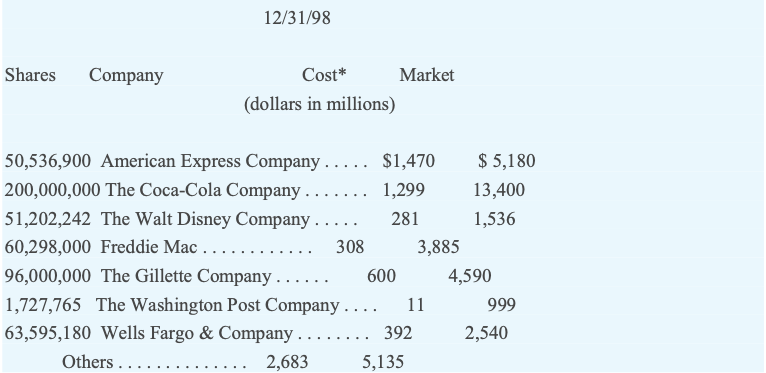 12/31/98
Shares Company Cost* Market
(dollars in millions)
50,536,900 American Express Company . . . . . $1,470 $ 5,180
200,000,000 The Coca-Cola Company . . . . . . . 1,299 13,400
51,202,242 The Walt Disney Company . . . . . 281 1,536
60,298,000 Freddie Mac . . . . . . . . . . . . 308 3,885
96,000,000 The Gillette Company . . . . . . 600 4,590
1,727,765 The Washington Post Company . . . . 11 999
63,595,180 Wells Fargo & Company . . . . . . . . 392 2,540
Others . . . . . . . . . . . . . . 2,683 5,135